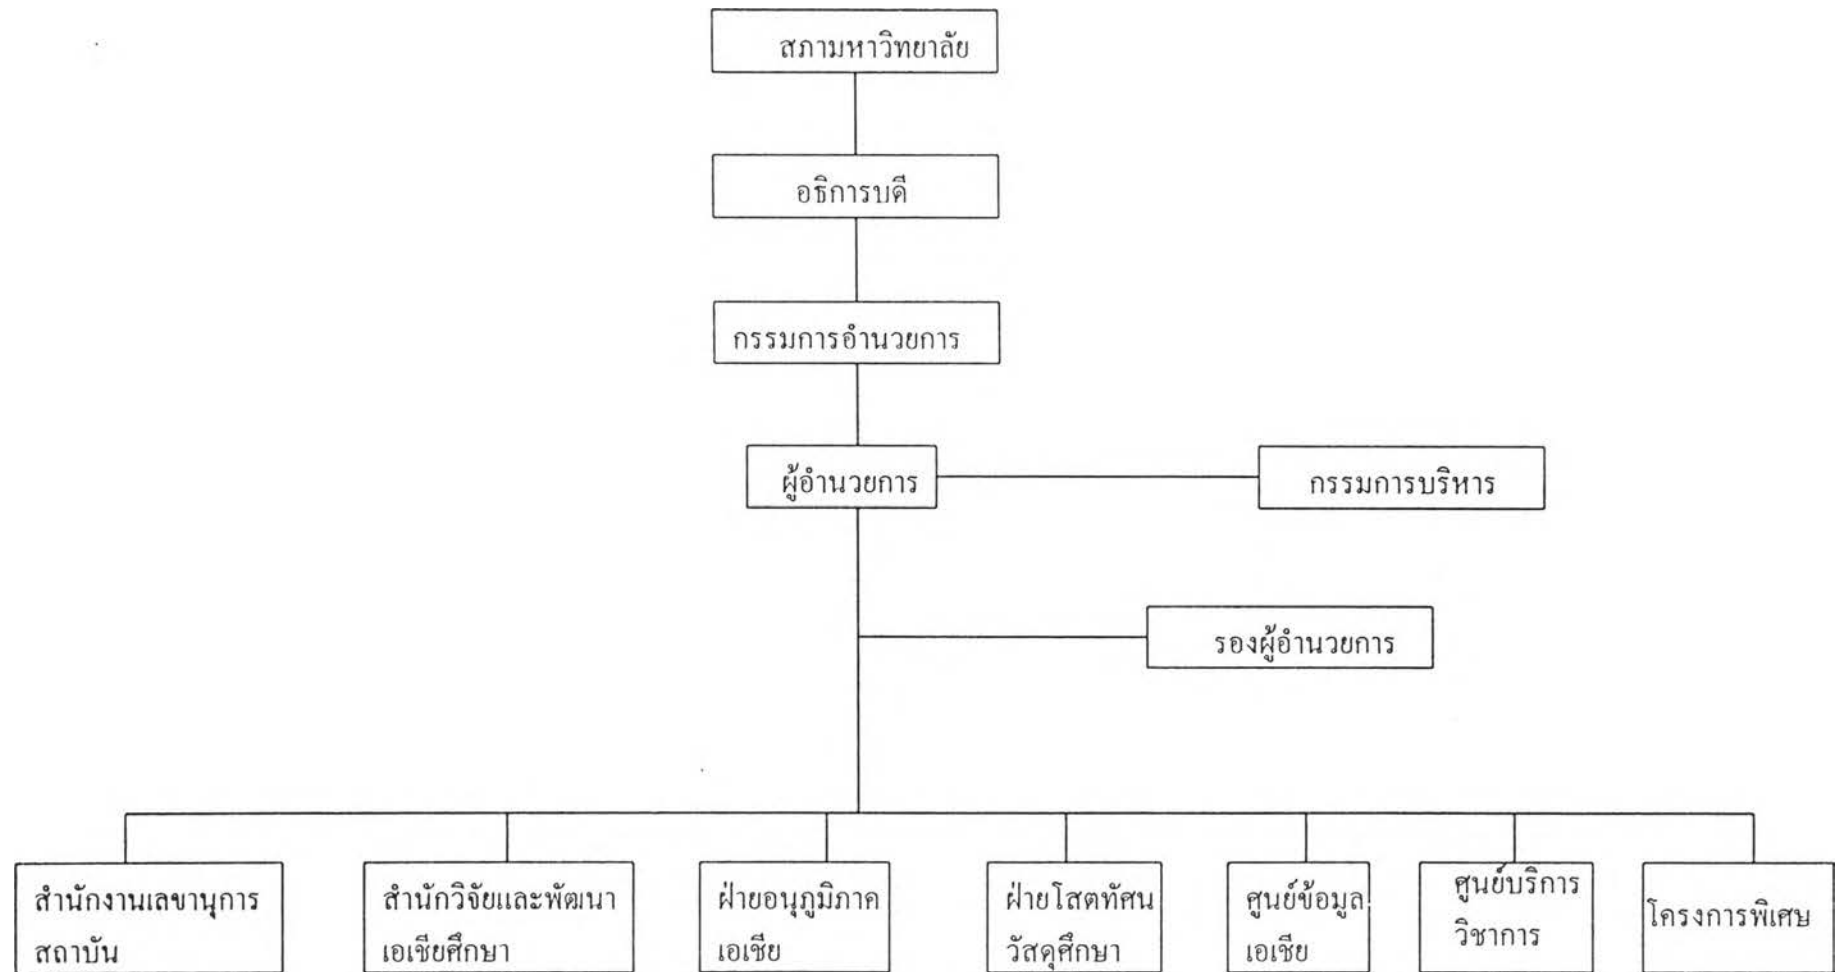 สภามหาวิทยาลัย
อธิการบดี
กรรมการอำนวยการ
ผู้อำนวยการ
กรรมการบริหาร
รองผู้อำนวยการ
สำนักงานเลขานุการ
สถาบัน
สำนักวิจัยและพัฒนา
เอเชียศึกษา
ฝ่ายอนุภูมิภาค
เอเชีย
ฝ่ายโสตทัศน
วัสดุศึกษา
ศูนย์ข้อมูล
เอเชีย
ศูนย์บริการ
วิชาการ
โครงการพิเศษ